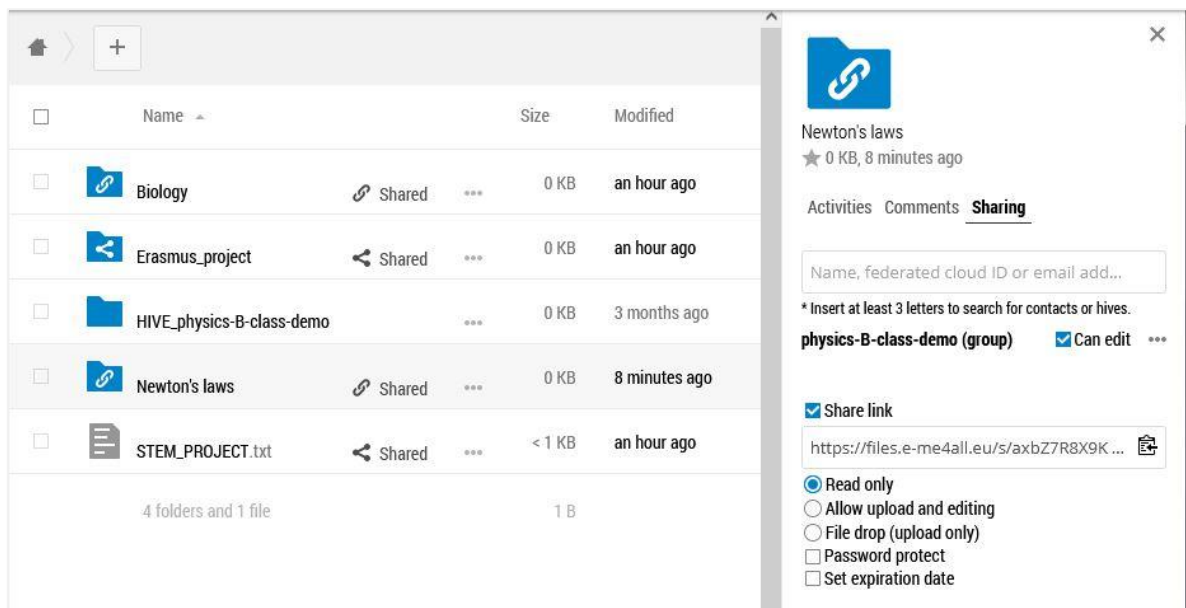 Name Size Modified
Biology Shared 0 KB an hour ago
Erasmus_project Shared 0 KB an hour ago
HIVE_physics-B-class-demo 0 KB 3 months ago
Newton's laws Shared 0 KB 8 minutes ago
STEM_PROJECT.txt Shared < 1 KB an hour ago
4 folders and 1 file 1 B
Newton's laws
0 KB, 8 minutes ago
Activities Comments Sharing
Name, federated cloud ID or email add...
* Insert at least 3 letters to search for contacts or hives.
physics-B-class-demo (group) Can edit
Share link
https://files.e-me4all.eu/s/axbZ7R8X9K ...
Read only
Allow upload and editing
File drop (upload only)
Password protect
Set expiration date